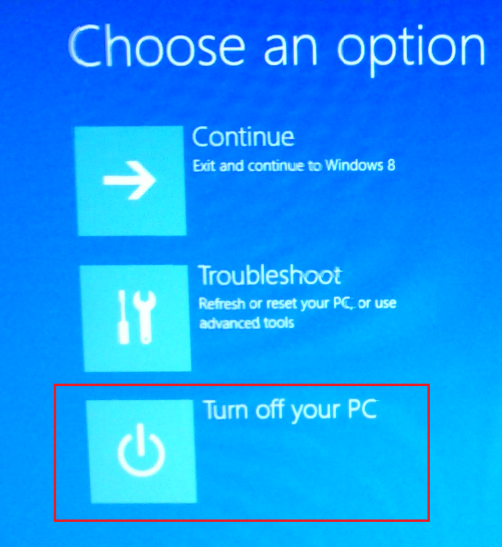 Choose an option
Continue
Exit and continue to Windows 8
Troubleshoot
Refresh or reset your PC, or use
advanced tools
Turn off your PC